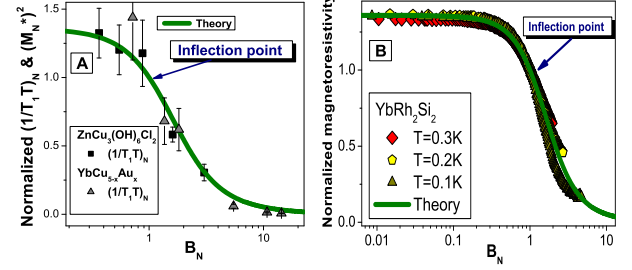 Normalized (1/T₁T)N & (MN*)²
1.5
1.0
0.5
0.0
Theory
Inflection point
A
ZnCu₃(OH)₆Cl₂
(1/T₁T)N
YbCu₅₋ₓAuₓ
(1/T₁T)N
1
10
BN
Normalized magnetoresistivity
1.0
0.5
0.0
Inflection point
B
YbRh₂Si₂
T=0.3K
T=0.2K
T=0.1K
Theory
0.01
0.1
1
10
BN